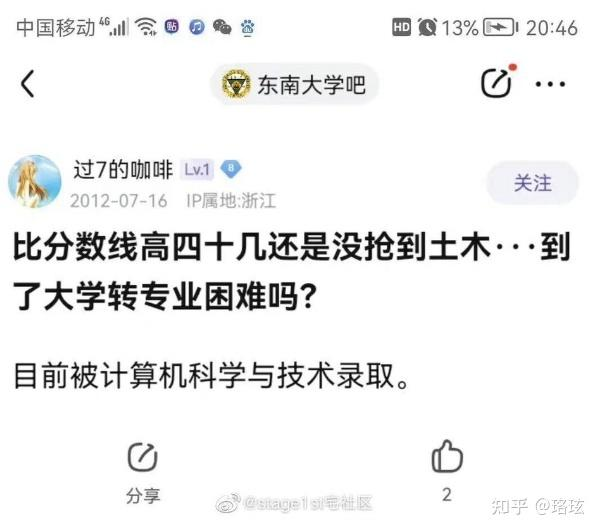 中国移动 4G HD 13% 20:46
东南大学吧
过7的咖啡 Lv.1 8
2012-07-16 IP属地:浙江
关注
比分数线高四十几还是没抢到土木···到
了大学转专业困难吗?
目前被计算机科学与技术录取。
分享
2
@stage1st宅社区
知乎 @珞玹